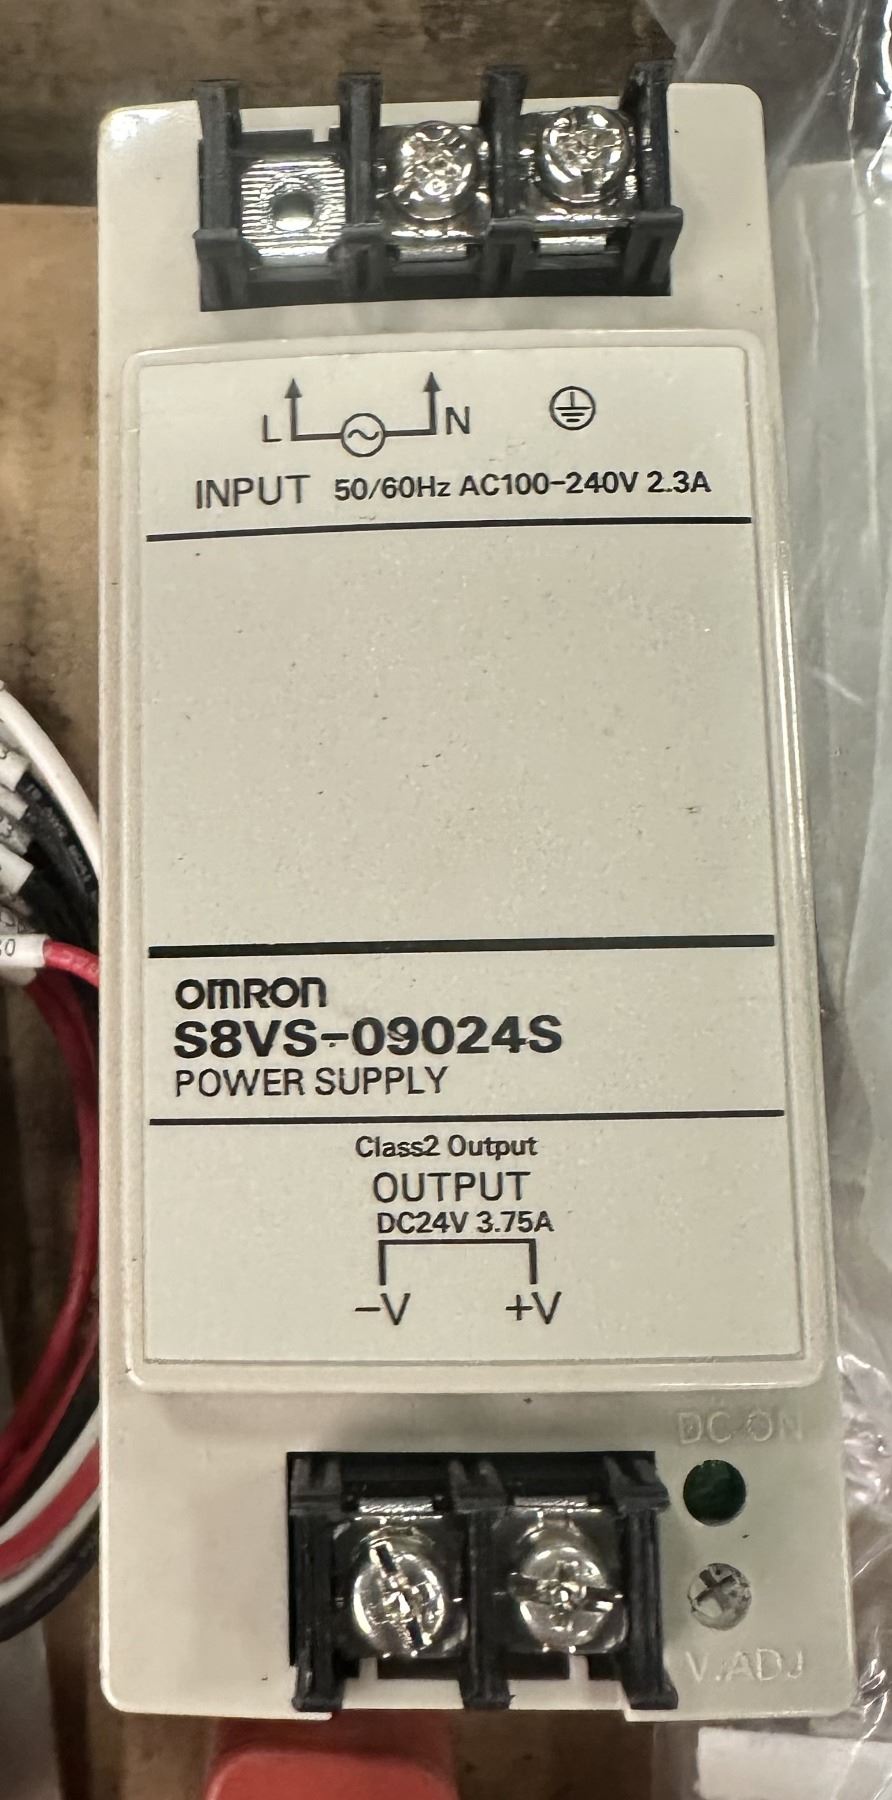 L N
INPUT 50/60Hz AC100-240V 2.3A
OMRON
S8VS-09024S
POWER SUPPLY
Class2 Output
OUTPUT
DC24V 3.75A
-V +V
DC ON
V.ADJ